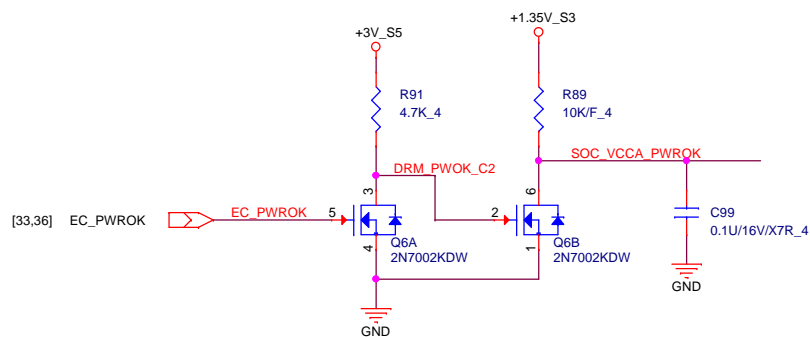 +1.35V_S3
+3V_S5
R91
4.7K_4
R89
10K/F_4
SOC_VCCA_PWROK
DRM_PWOK_C2
3
6
[33,36] EC_PWROK
EC_PWROK
5
2
C99
0.1U/16V/X7R_4
4
Q6A
2N7002KDW
1
Q6B
2N7002KDW
GND
GND